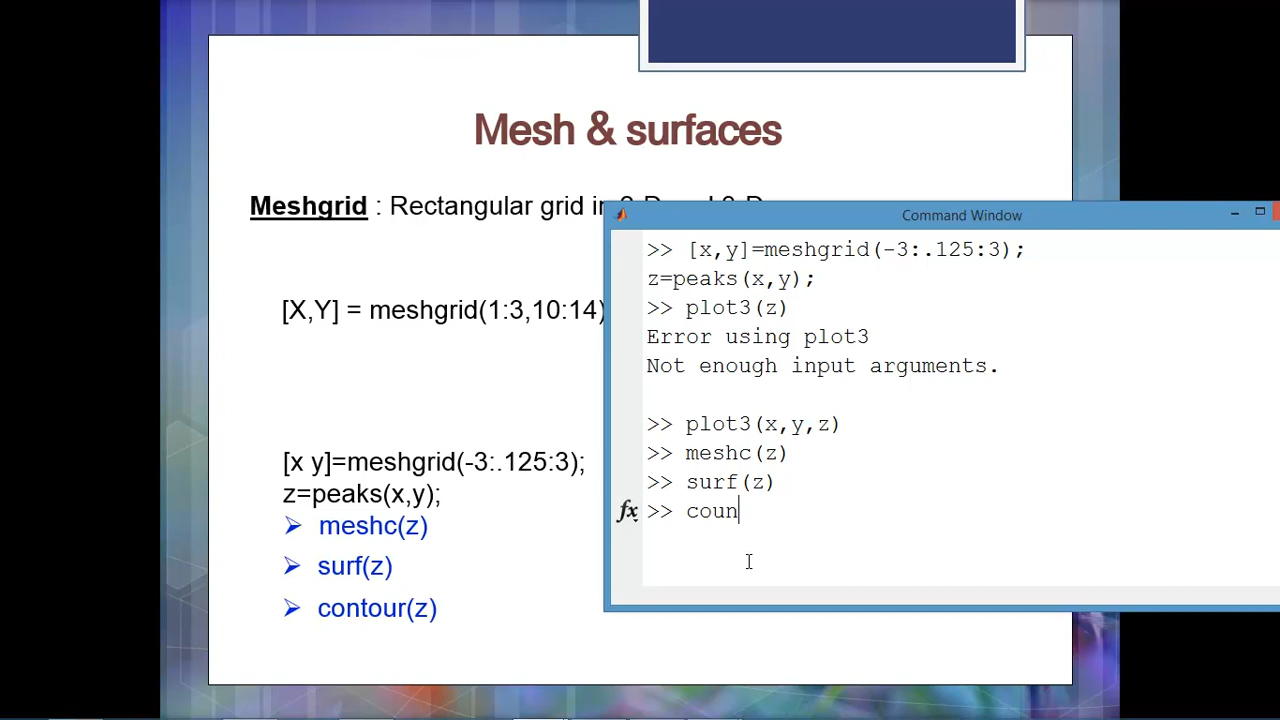 Mesh & surfaces
Meshgrid : Rectangular grid in
[X,Y] = meshgrid(1:3,10:14)
[x y]=meshgrid(-3:.125:3);
z=peaks(x,y);
➢ meshc(z)
➢ surf(z)
➢ contour(z)
Command Window
>> [x,y]=meshgrid(-3:.125:3);
z=peaks(x,y);
>> plot3(z)
Error using plot3
Not enough input arguments.
>> plot3(x,y,z)
>> meshc(z)
>> surf(z)
fx >> coun